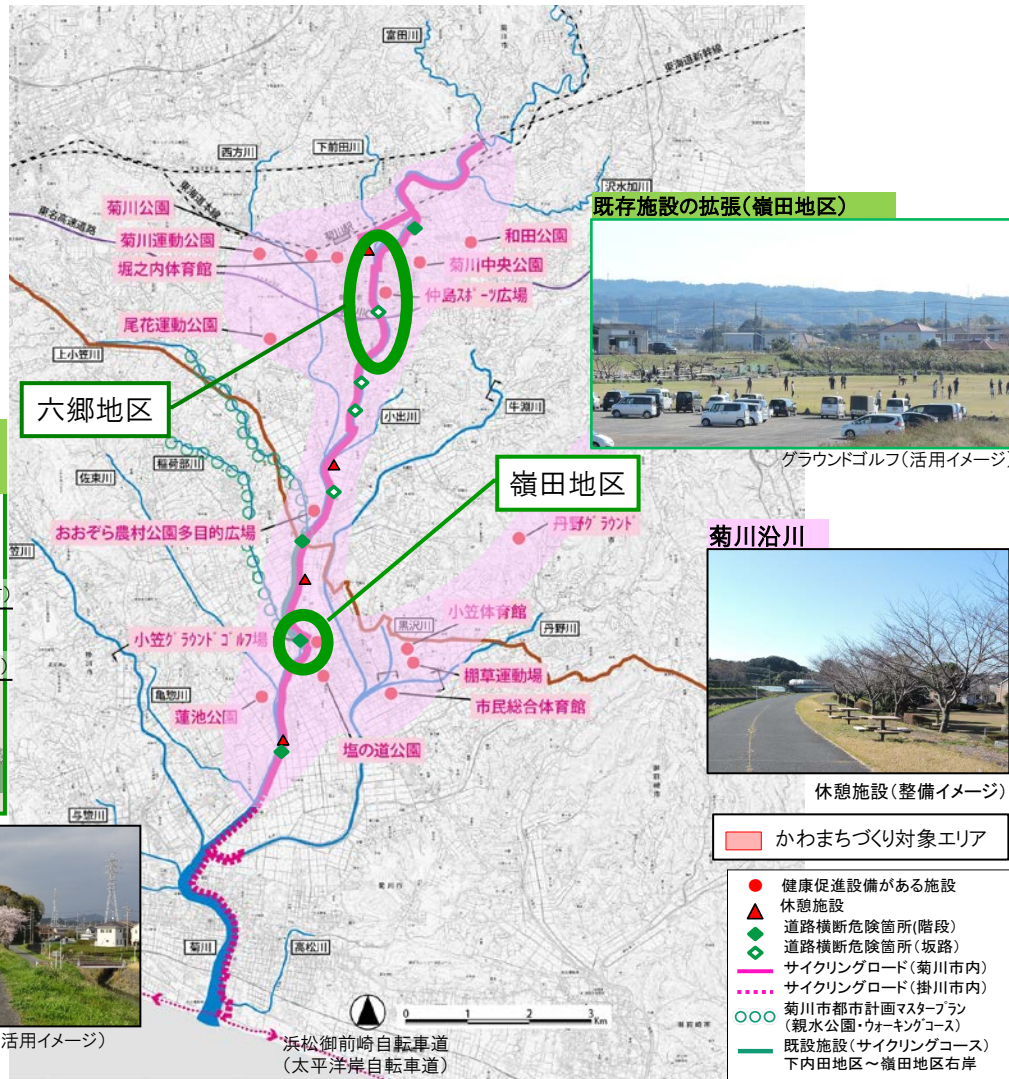 富田川
菊川市
東海道新幹線
西方川
下前田川
沢水加川
東海道本線
東名高速道路
菊川公園
菊川運動公園
堀之内体育館
和田公園
菊川中央公園
仲島スポーツ広場
尾花運動公園
上小笠川
六郷地区
小出川
牛淵川
稲荷部川
佐束川
笠川
嶺田地区
おおぞら農村公園多目的広場
丹野グラウンド
小笠グラウンドゴルフ場
黒沢川
小笠体育館
丹野川
棚草運動場
市民総合体育館
亀惣川
蓮池公園
塩の道公園
与惣川
菊川
高松川
御前崎市
0 1 2 3 Km
浜松御前崎自転車道
(太平洋岸自転車道)
活用イメージ)
既存施設の拡張(嶺田地区)
グラウンドゴルフ(活用イメージ)
菊川沿川
休憩施設(整備イメージ)
かわまちづくり対象エリア
健康促進設備がある施設
休憩施設
道路横断危険箇所(階段)
道路横断危険箇所(坂路)
サイクリングロード(菊川市内)
サイクリングロード(掛川市内)
菊川市都市計画マスタープラン
(親水公園・ウォーキングコース)
既設施設(サイクリングコース)
下内田地区～嶺田地区右岸